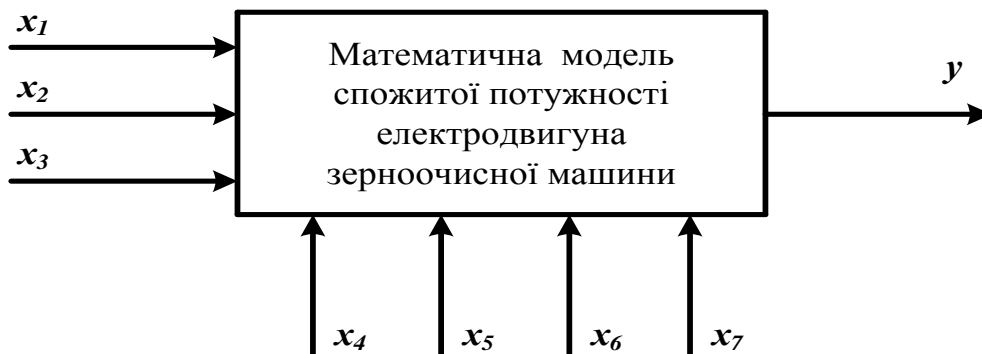 x1
x2
x3
Математична модель
спожитої потужності
електродвигуна
зерноочисної машини
y
x4
x5
x6
x7